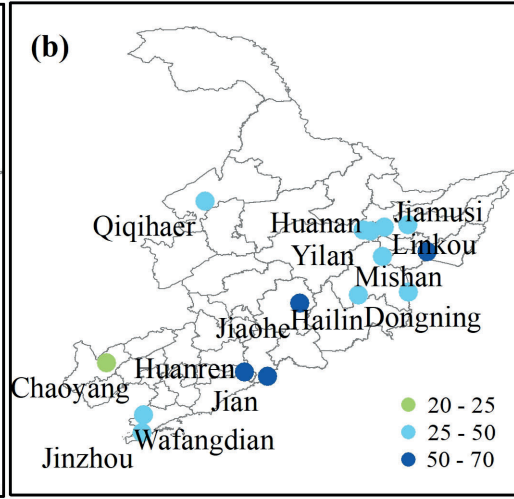 (b)
Qiqihaer
Huanan
Jiamusi
Yilan
Linkou
Mishan
Jiaohe
Hailin
Dongning
Huanren
Chaoyang
Jian
Wafangdian
Jinzhou
20 - 25
25 - 50
50 - 70